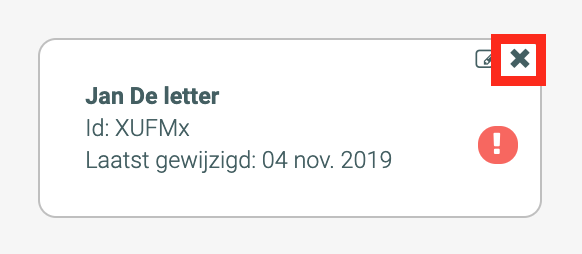 Jan De letter
Id: XUFMx
Laatst gewijzigd: 04 nov. 2019